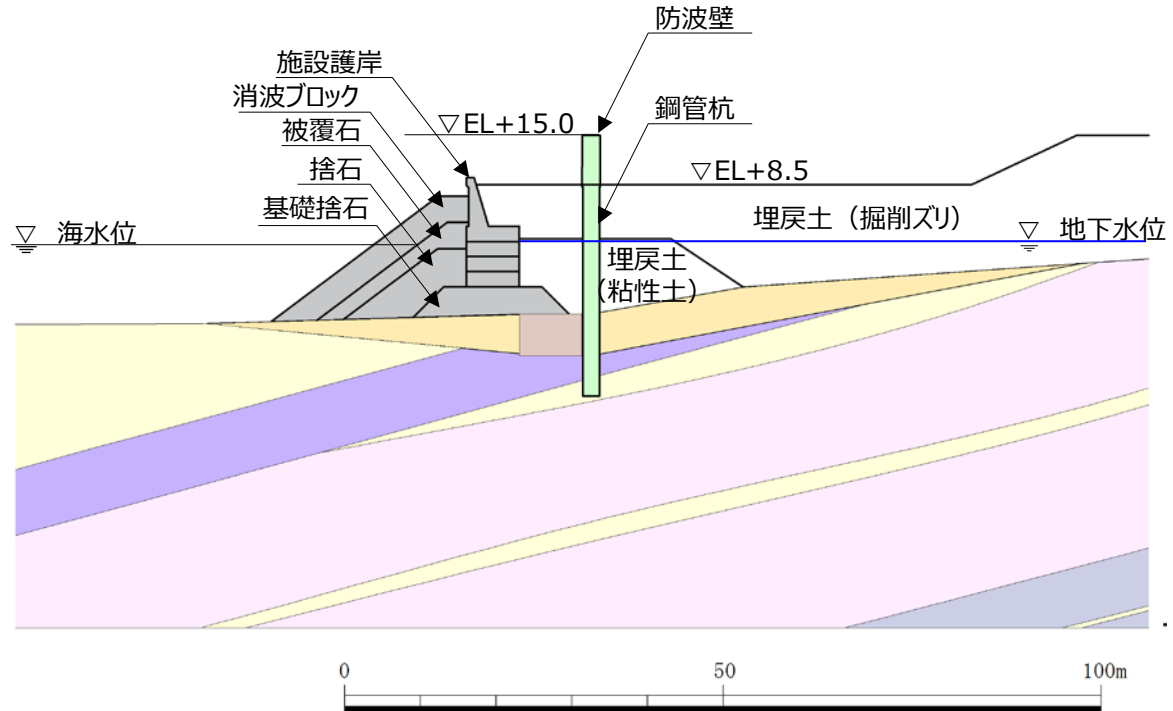 防波壁
施設護岸
消波ブロック
▽EL+15.0
鋼管杭
被覆石
捨石
▽EL+8.5
基礎捨石
埋戻土（掘削ズリ）
▽ 海水位
▽ 地下水位
埋戻土
（粘性土）
0 50 100m